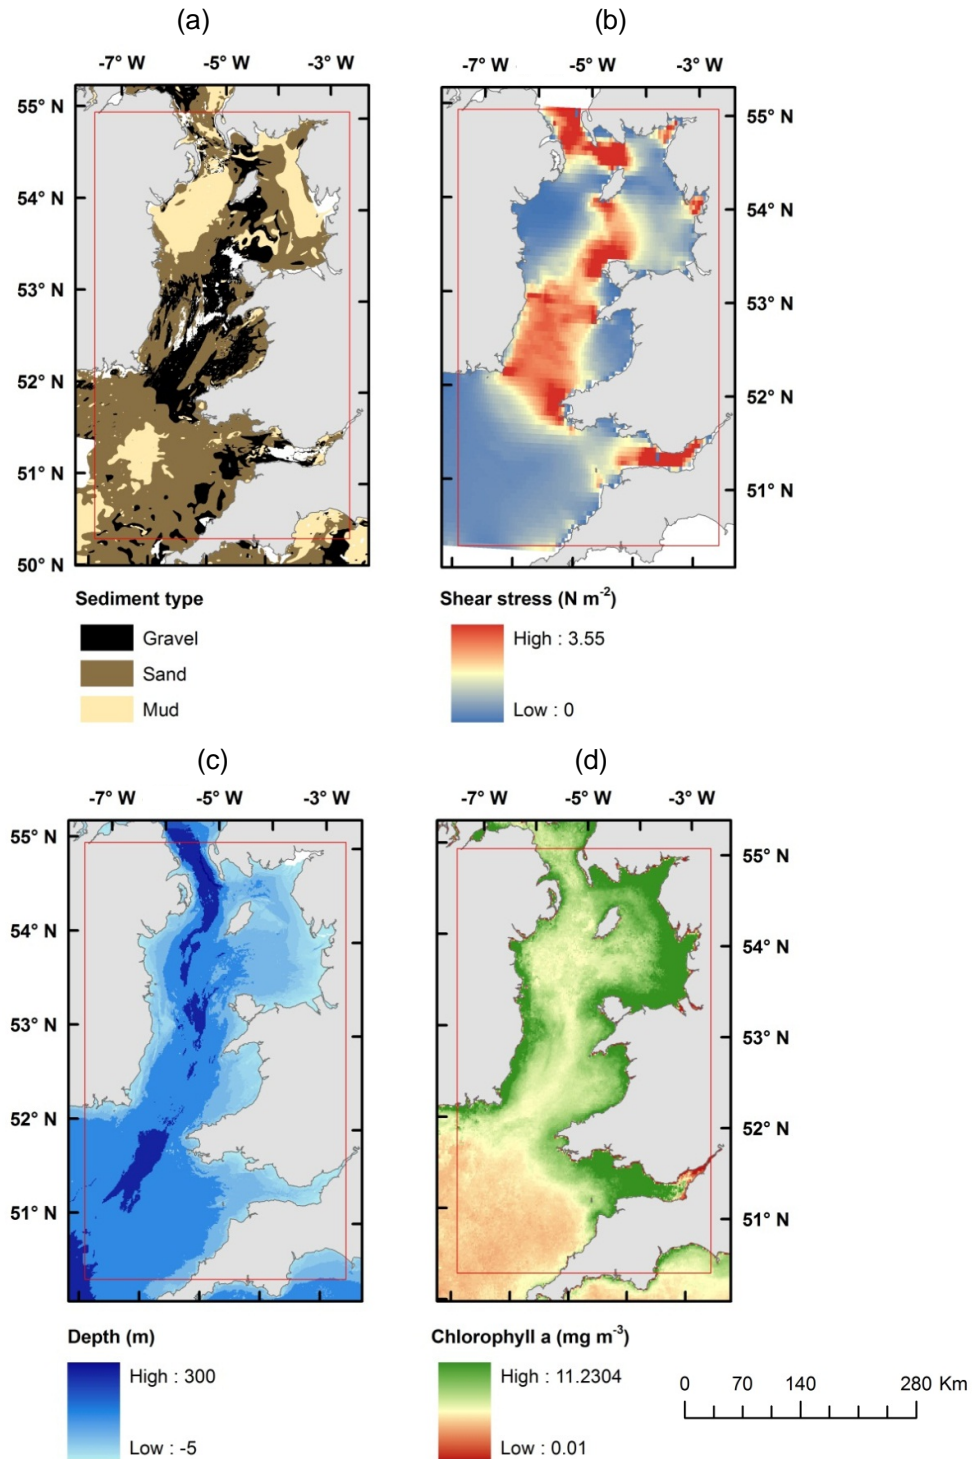 (a)
(b)
-7° W -5° W -3° W
-7° W -5° W -3° W
55° N
54° N
53° N
52° N
51° N
50° N
55° N
54° N
53° N
52° N
51° N
Sediment type
Gravel
Sand
Mud
Shear stress (N m-2)
High : 3.55
Low : 0
(c)
(d)
-7° W -5° W -3° W
-7° W -5° W -3° W
55° N
54° N
53° N
52° N
51° N
55° N
54° N
53° N
52° N
51° N
Depth (m)
High : 300
Low : -5
Chlorophyll a (mg m-3)
High : 11.2304
Low : 0.01
0 70 140 280 Km